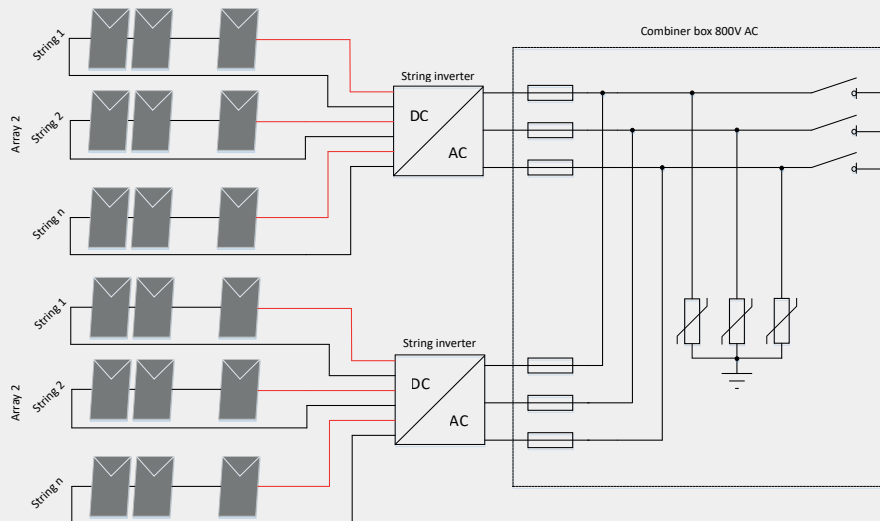 Combiner box 800V AC
String 1
String inverter
DC
AC
String 2
Array 2
String n
String 1
String inverter
DC
AC
String 2
Array 2
String n